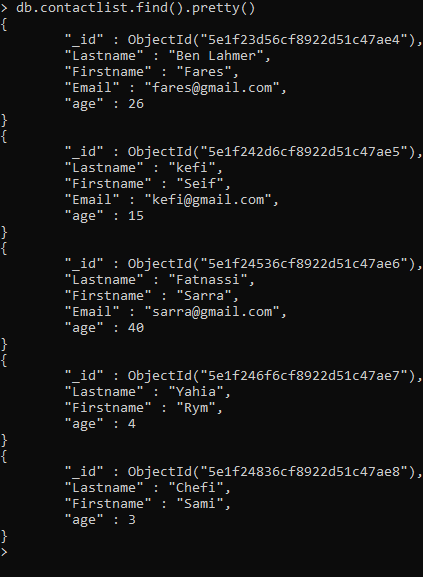 > db.contactlist.find().pretty()
{
        "_id" : ObjectId("5e1f23d56cf8922d51c47ae4"),
        "Lastname" : "Ben Lahmer",
        "Firstname" : "Fares",
        "Email" : "fares@gmail.com",
        "age" : 26
}
{
        "_id" : ObjectId("5e1f242d6cf8922d51c47ae5"),
        "Lastname" : "kefi",
        "Firstname" : "Seif",
        "Email" : "kefi@gmail.com",
        "age" : 15
}
{
        "_id" : ObjectId("5e1f24536cf8922d51c47ae6"),
        "Lastname" : "Fatnassi",
        "Firstname" : "Sarra",
        "Email" : "sarra@gmail.com",
        "age" : 40
}
{
        "_id" : ObjectId("5e1f246f6cf8922d51c47ae7"),
        "Lastname" : "Yahia",
        "Firstname" : "Rym",
        "age" : 4
}
{
        "_id" : ObjectId("5e1f24836cf8922d51c47ae8"),
        "Lastname" : "Chefi",
        "Firstname" : "Sami",
        "age" : 3
}
>